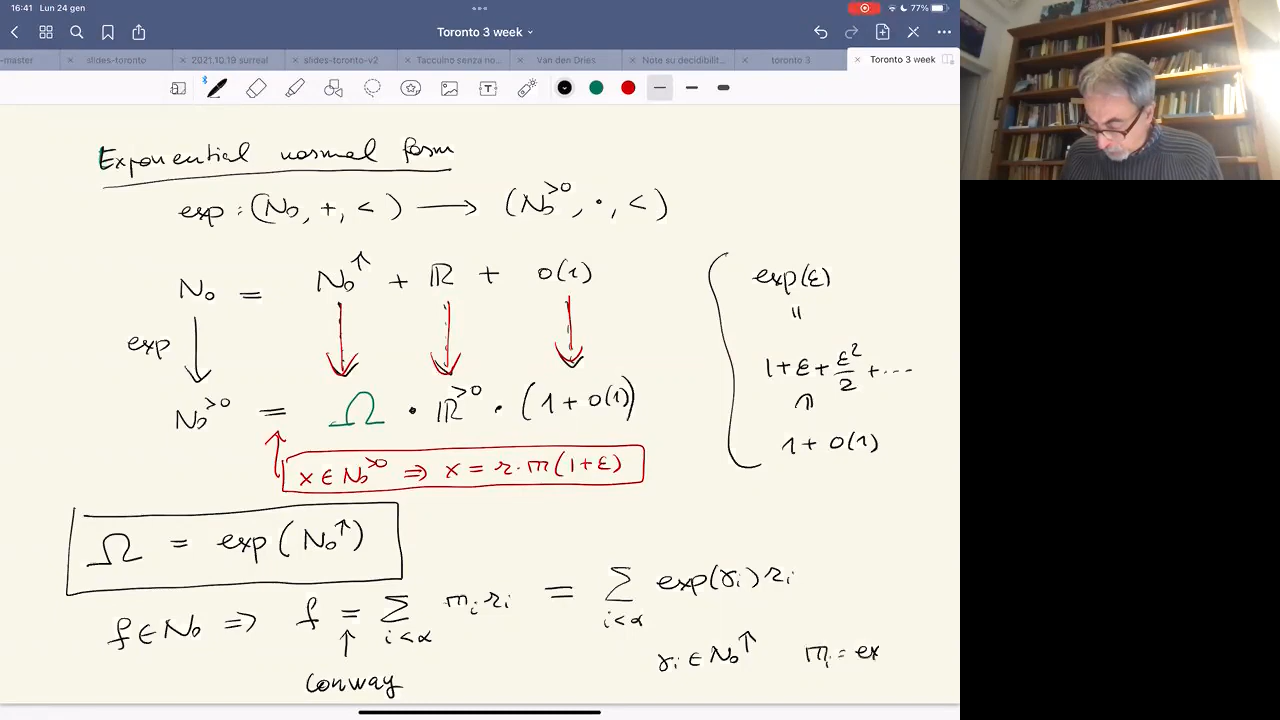 16:41 Lun 24 gen
77%
Toronto 3 week
-master slides-toronto 2021.10.19 surreal slides-toronto-v2 Taccuino senza no... Van den Dries Note su decidibilit toronto 3 Toronto 3 week
Exponential normal form
exp : (No, +, <) → (No^{>0}, ·, <)
No = No^↑ + ℝ + o(1)
exp
No^{>0} = Ω · ℝ^{>0} · (1 + o(1))
x ∈ No^{>0} ⇒ x = r · m(1+ε)
exp(ε)
=
1 + ε + ε²/2 + ...
∈
1 + o(1)
Ω = exp(No^↑)
f ∈ No ⇒ f = ∑_{i<α} m_i r_i = ∑_{i<α} exp(γ_i) r_i
↑
Conway
γ_i ∈ No^↑ m_i = ex